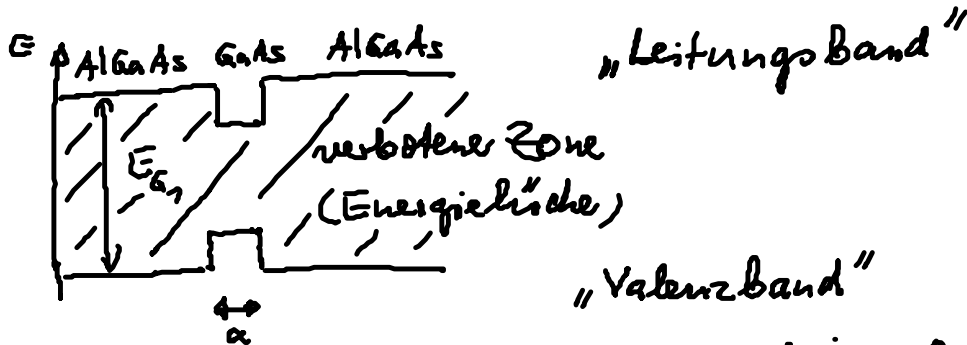 E
AlGaAs GaAs AlGaAs
„Leitungsband"
E_G1
verbotene Zone
(Energielücke)
„Valenzband"